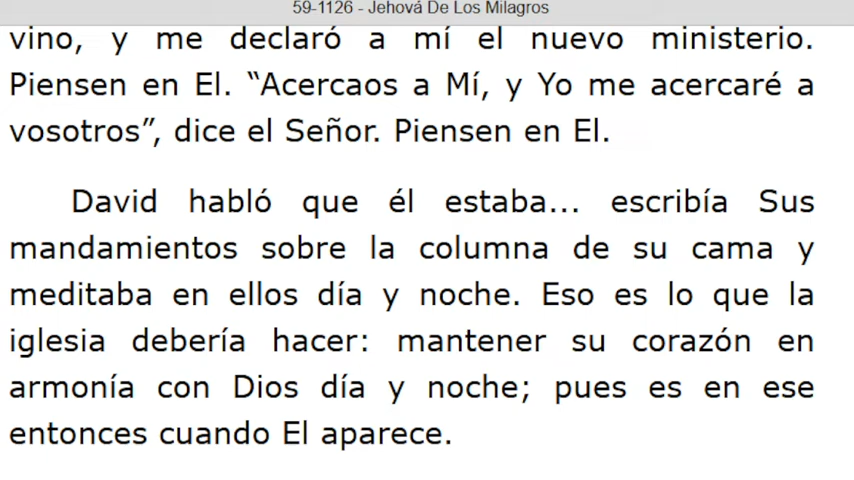 59-1126 - Jehová De Los Milagros
vino, y me declaró a mí el nuevo ministerio.
Piensen en El. “Acercaos a Mí, y Yo me acercaré a
vosotros”, dice el Señor. Piensen en El.
David habló que él estaba... escribía Sus
mandamientos sobre la columna de su cama y
meditaba en ellos día y noche. Eso es lo que la
iglesia debería hacer: mantener su corazón en
armonía con Dios día y noche; pues es en ese
entonces cuando El aparece.